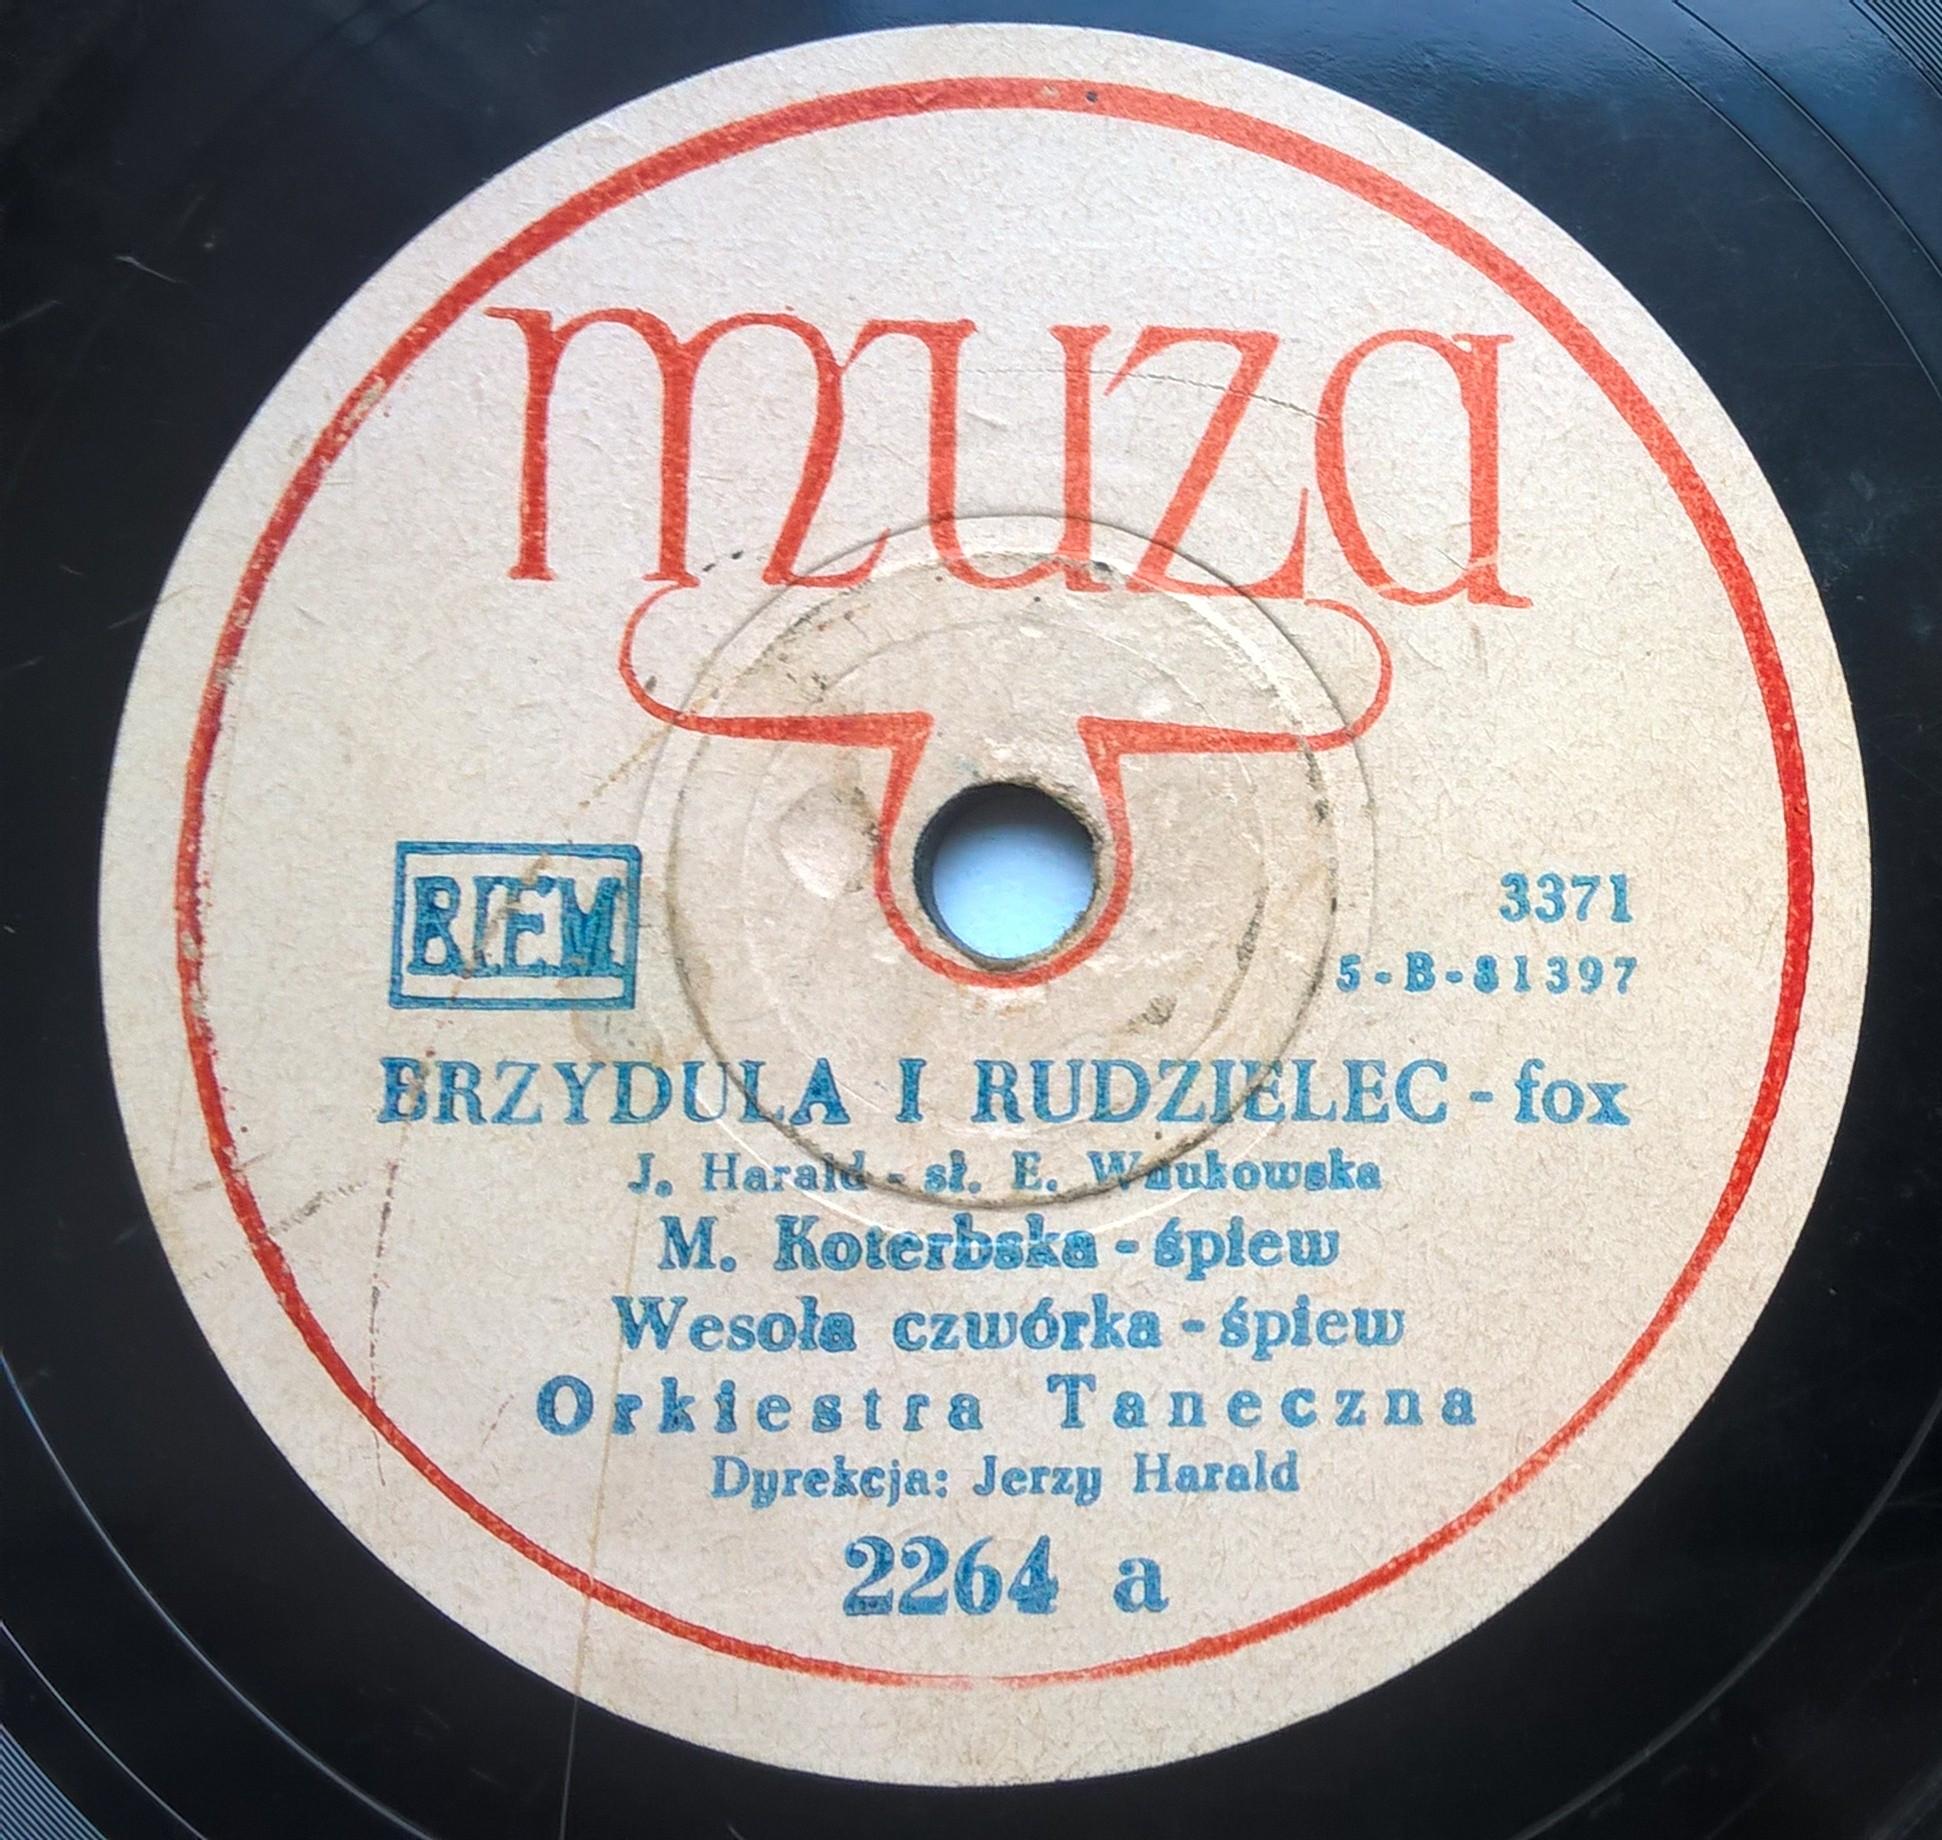 muza
BIEM
3371
5-B-81397
BRZYDULA I RUDZIELEC - fox
J. Harald - sł. E. Wnukowska
M. Koterbska - śpiew
Wesoła czwórka - śpiew
Orkiestra Taneczna
Dyrekcja: Jerzy Harald
2264 a